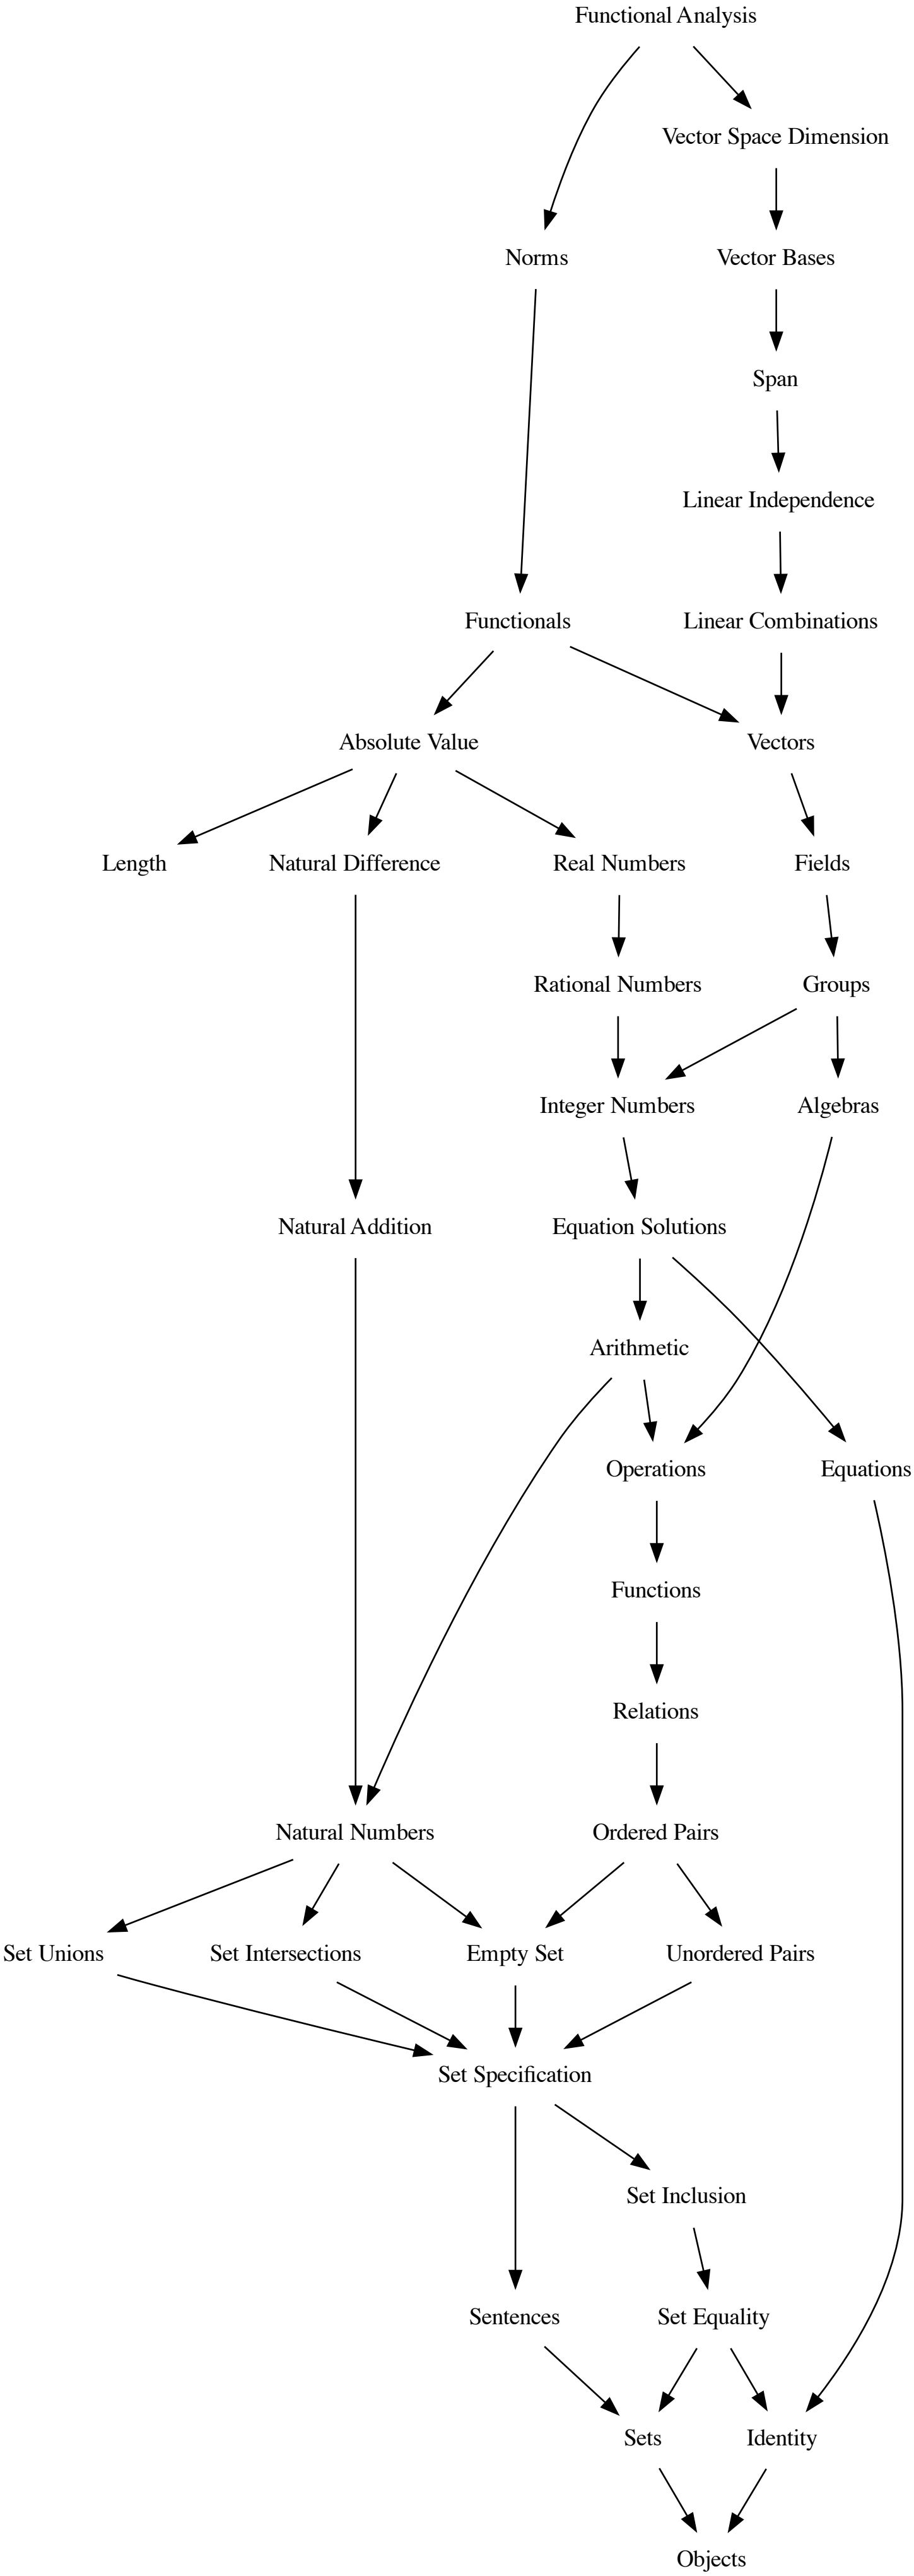 Functional Analysis
Vector Space Dimension
Norms
Vector Bases
Span
Linear Independence
Functionals
Linear Combinations
Absolute Value
Vectors
Length
Natural Difference
Real Numbers
Fields
Rational Numbers
Groups
Integer Numbers
Algebras
Natural Addition
Equation Solutions
Arithmetic
Operations
Equations
Functions
Relations
Natural Numbers
Ordered Pairs
Set Unions
Set Intersections
Empty Set
Unordered Pairs
Set Specification
Set Inclusion
Sentences
Set Equality
Sets
Identity
Objects